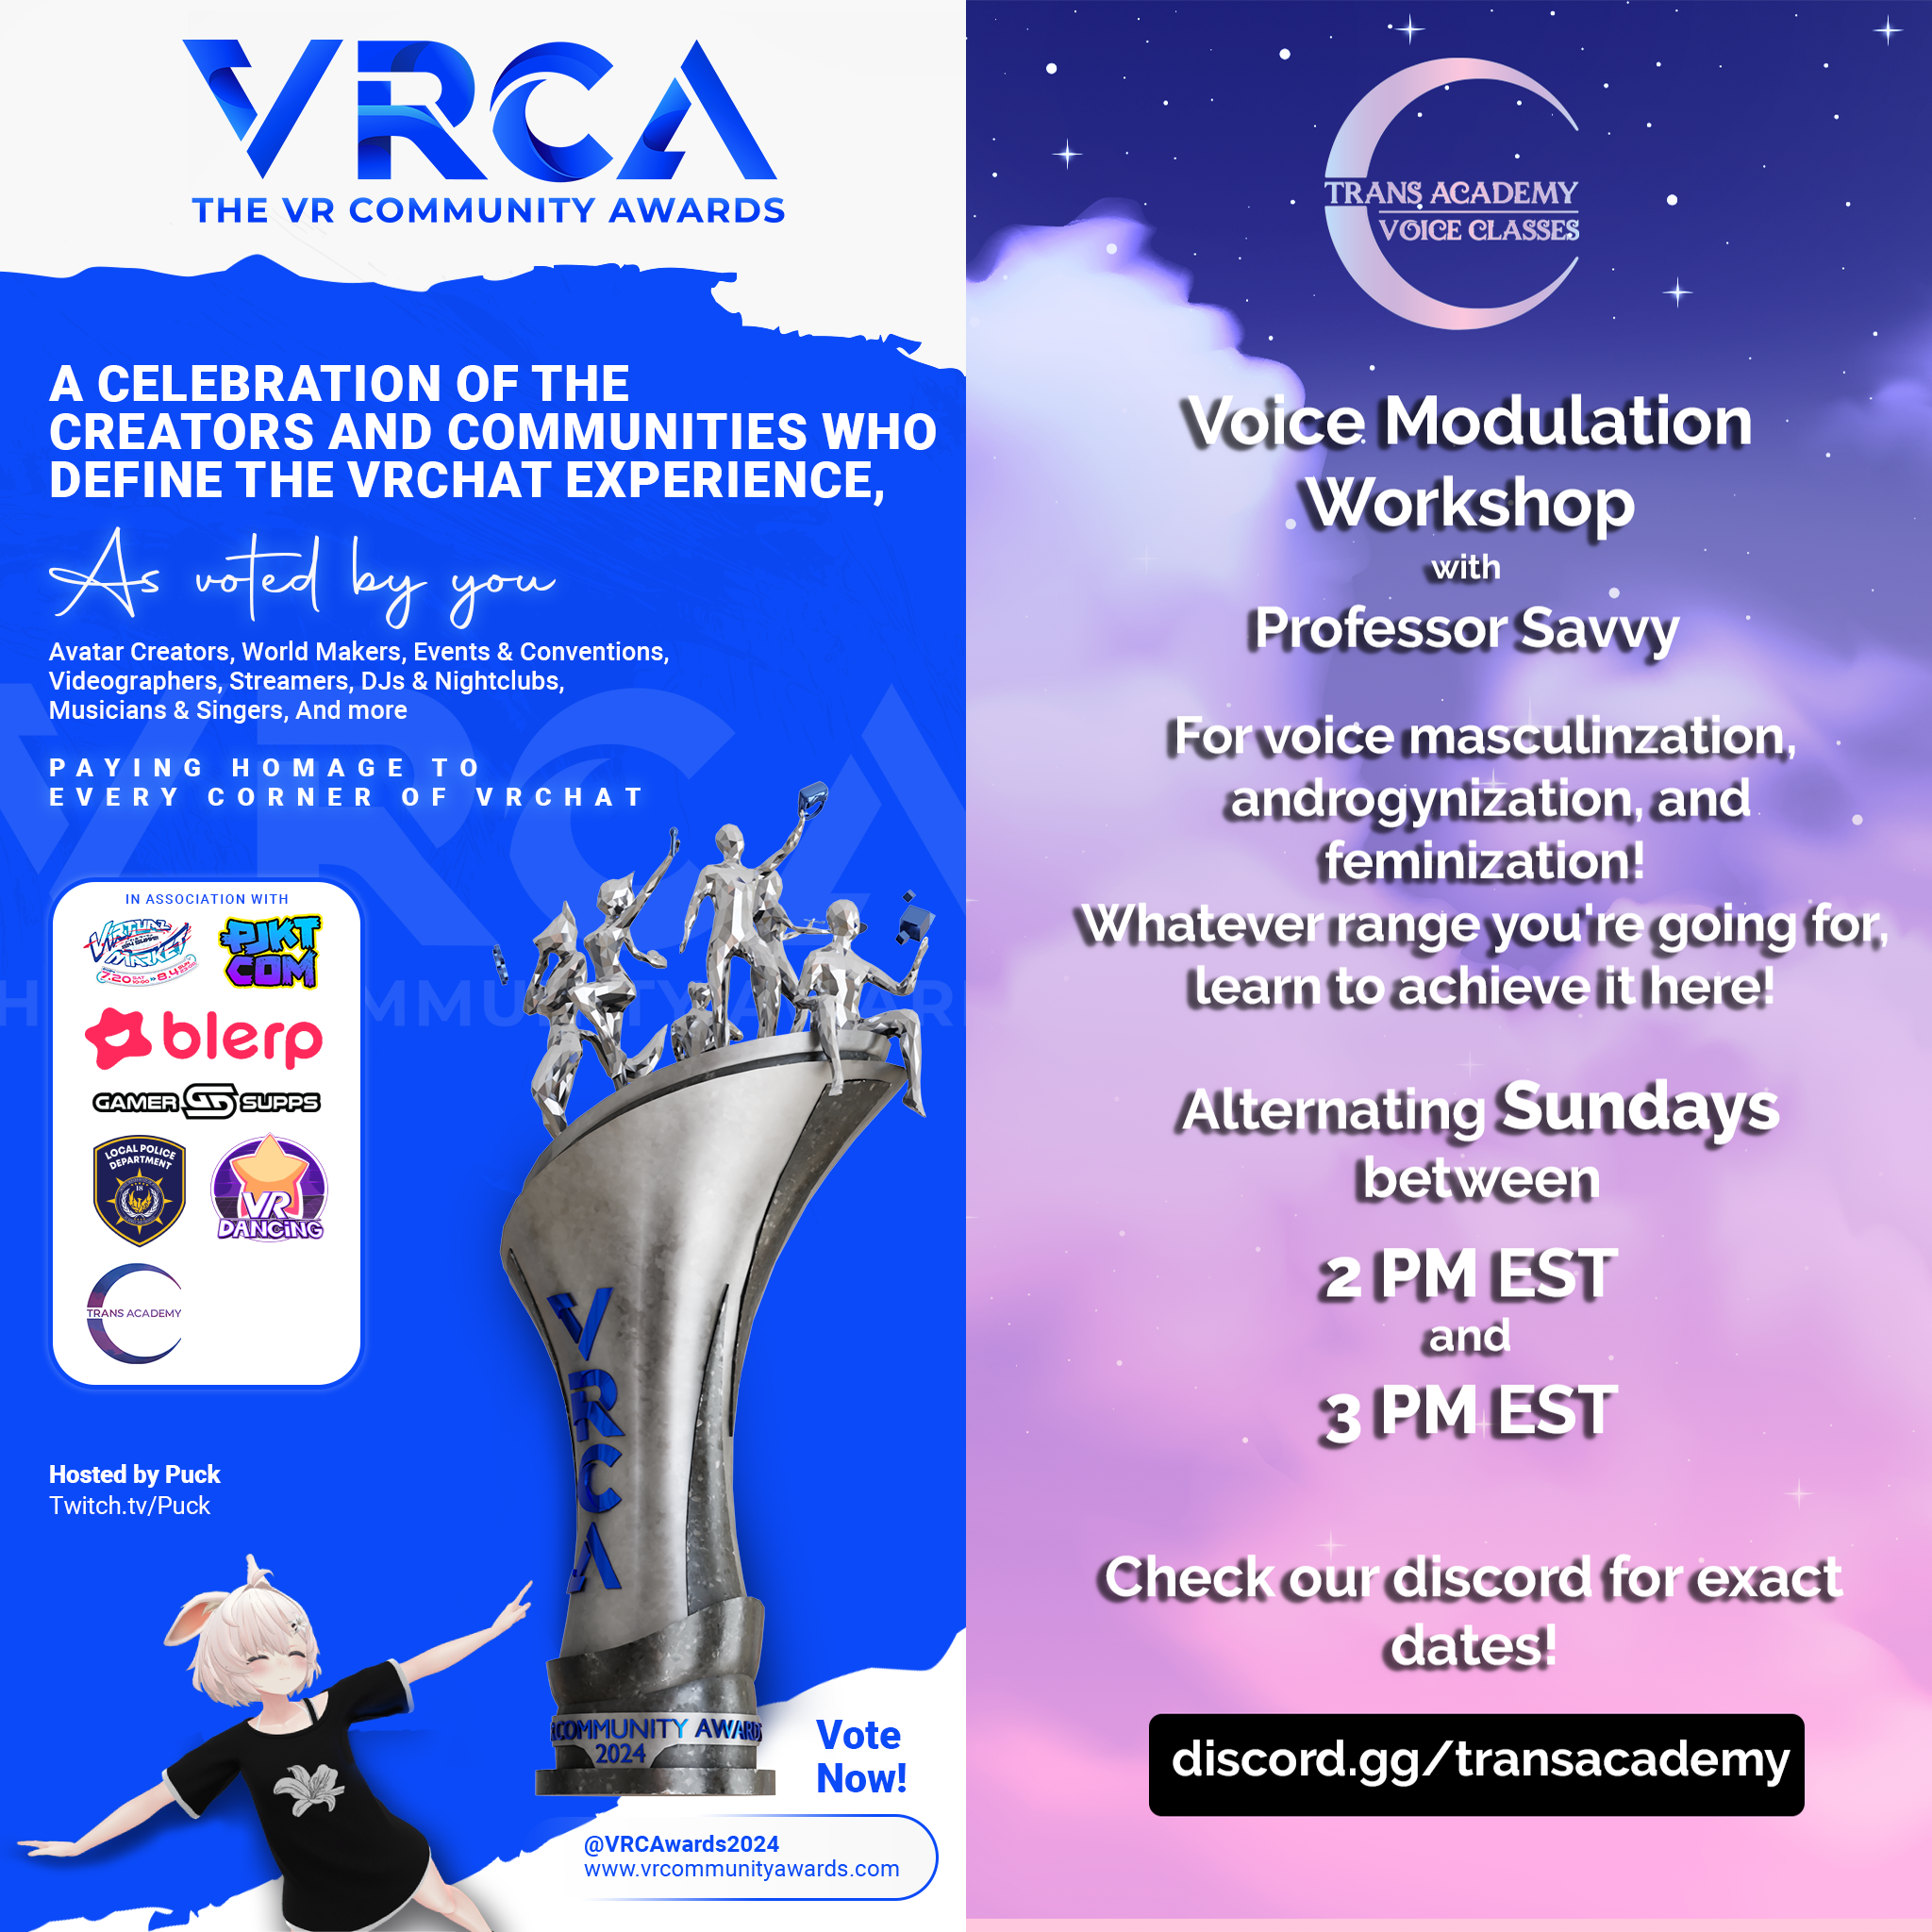 VRCA
THE VR COMMUNITY AWARDS
A CELEBRATION OF THE
CREATORS AND COMMUNITIES WHO
DEFINE THE VRCHAT EXPERIENCE,
As voted by you
Avatar Creators, World Makers, Events & Conventions,
Videographers, Streamers, DJs & Nightclubs,
Musicians & Singers, And more
PAYING HOMAGE TO
EVERY CORNER OF VRCHAT
IN ASSOCIATION WITH
VIRTUAL
MARKET
7.20 8.4
PJKT
COM
blerp
GAMER SUPPS
LOCAL POLICE
DEPARTMENT
VR
DANCING
TRANS ACADEMY
Hosted by Puck
Twitch.tv/Puck
VRCA
COMMUNITY AWARDS
2024
Vote
Now!
@VRCAwards2024
www.vrcommunityawards.com
TRANS ACADEMY
VOICE CLASSES
Voice Modulation
Workshop
with
Professor Savvy
For voice masculinzation,
androgynization, and
feminization!
Whatever range you're going for,
learn to achieve it here!
Alternating Sundays
between
2 PM EST
and
3 PM EST
Check our discord for exact
dates!
discord.gg/transacademy